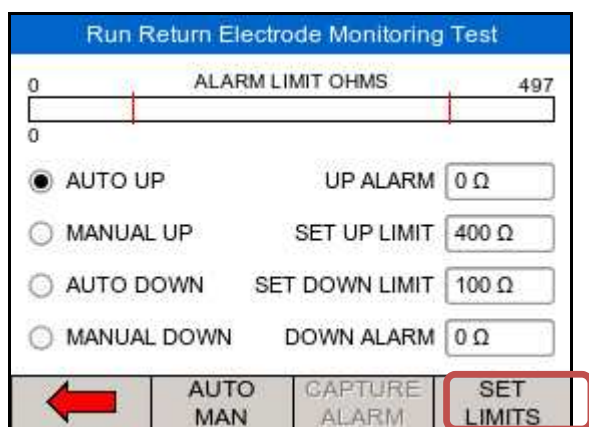 Run Return Electrode Monitoring Test
0 ALARM LIMIT OHMS 497
0
AUTO UP UP ALARM 0 Ω
MANUAL UP SET UP LIMIT 400 Ω
AUTO DOWN SET DOWN LIMIT 100 Ω
MANUAL DOWN DOWN ALARM 0 Ω
AUTO CAPTURE SET
MAN ALARM LIMITS